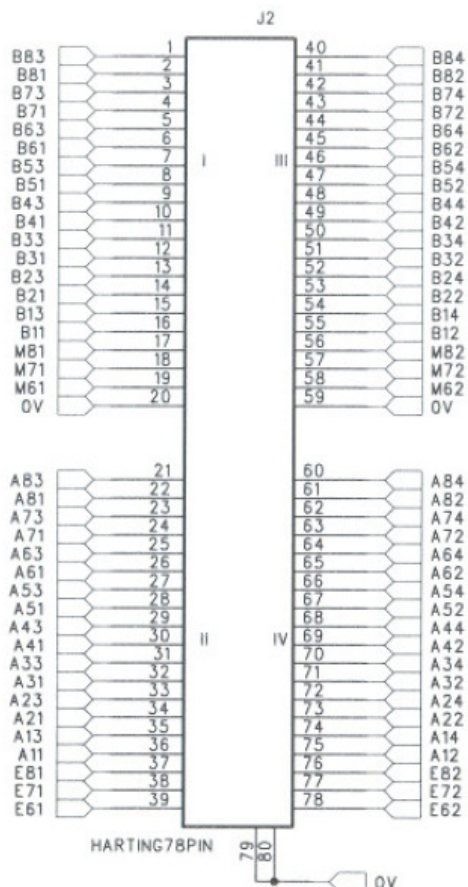 J2
1 40
B83 B84
2 41
B81 B82
3 42
B73 B74
4 43
B71 B72
5 44
B63 B64
6 45
B61 B62
7 I III 46
B53 B54
8 47
B51 B52
9 48
B43 B44
10 49
B41 B42
11 50
B33 B34
12 51
B31 B32
13 52
B23 B24
14 53
B21 B22
15 54
B13 B14
16 55
B11 B12
17 56
M81 M82
18 57
M71 M72
19 58
M61 M62
20 59
0V 0V
21 60
A83 A84
22 61
A81 A82
23 62
A73 A74
24 63
A71 A72
25 64
A63 A64
26 65
A61 A62
27 66
A53 A54
28 67
A51 A52
29 68
A43 A44
30 II IV 69
A41 A42
31 70
A33 A34
32 71
A31 A32
33 72
A23 A24
34 73
A21 A22
35 74
A13 A14
36 75
A11 A12
37 76
E81 E82
38 77
E71 E72
39 78
E61 E62
HARTING78PIN 79 80
0V